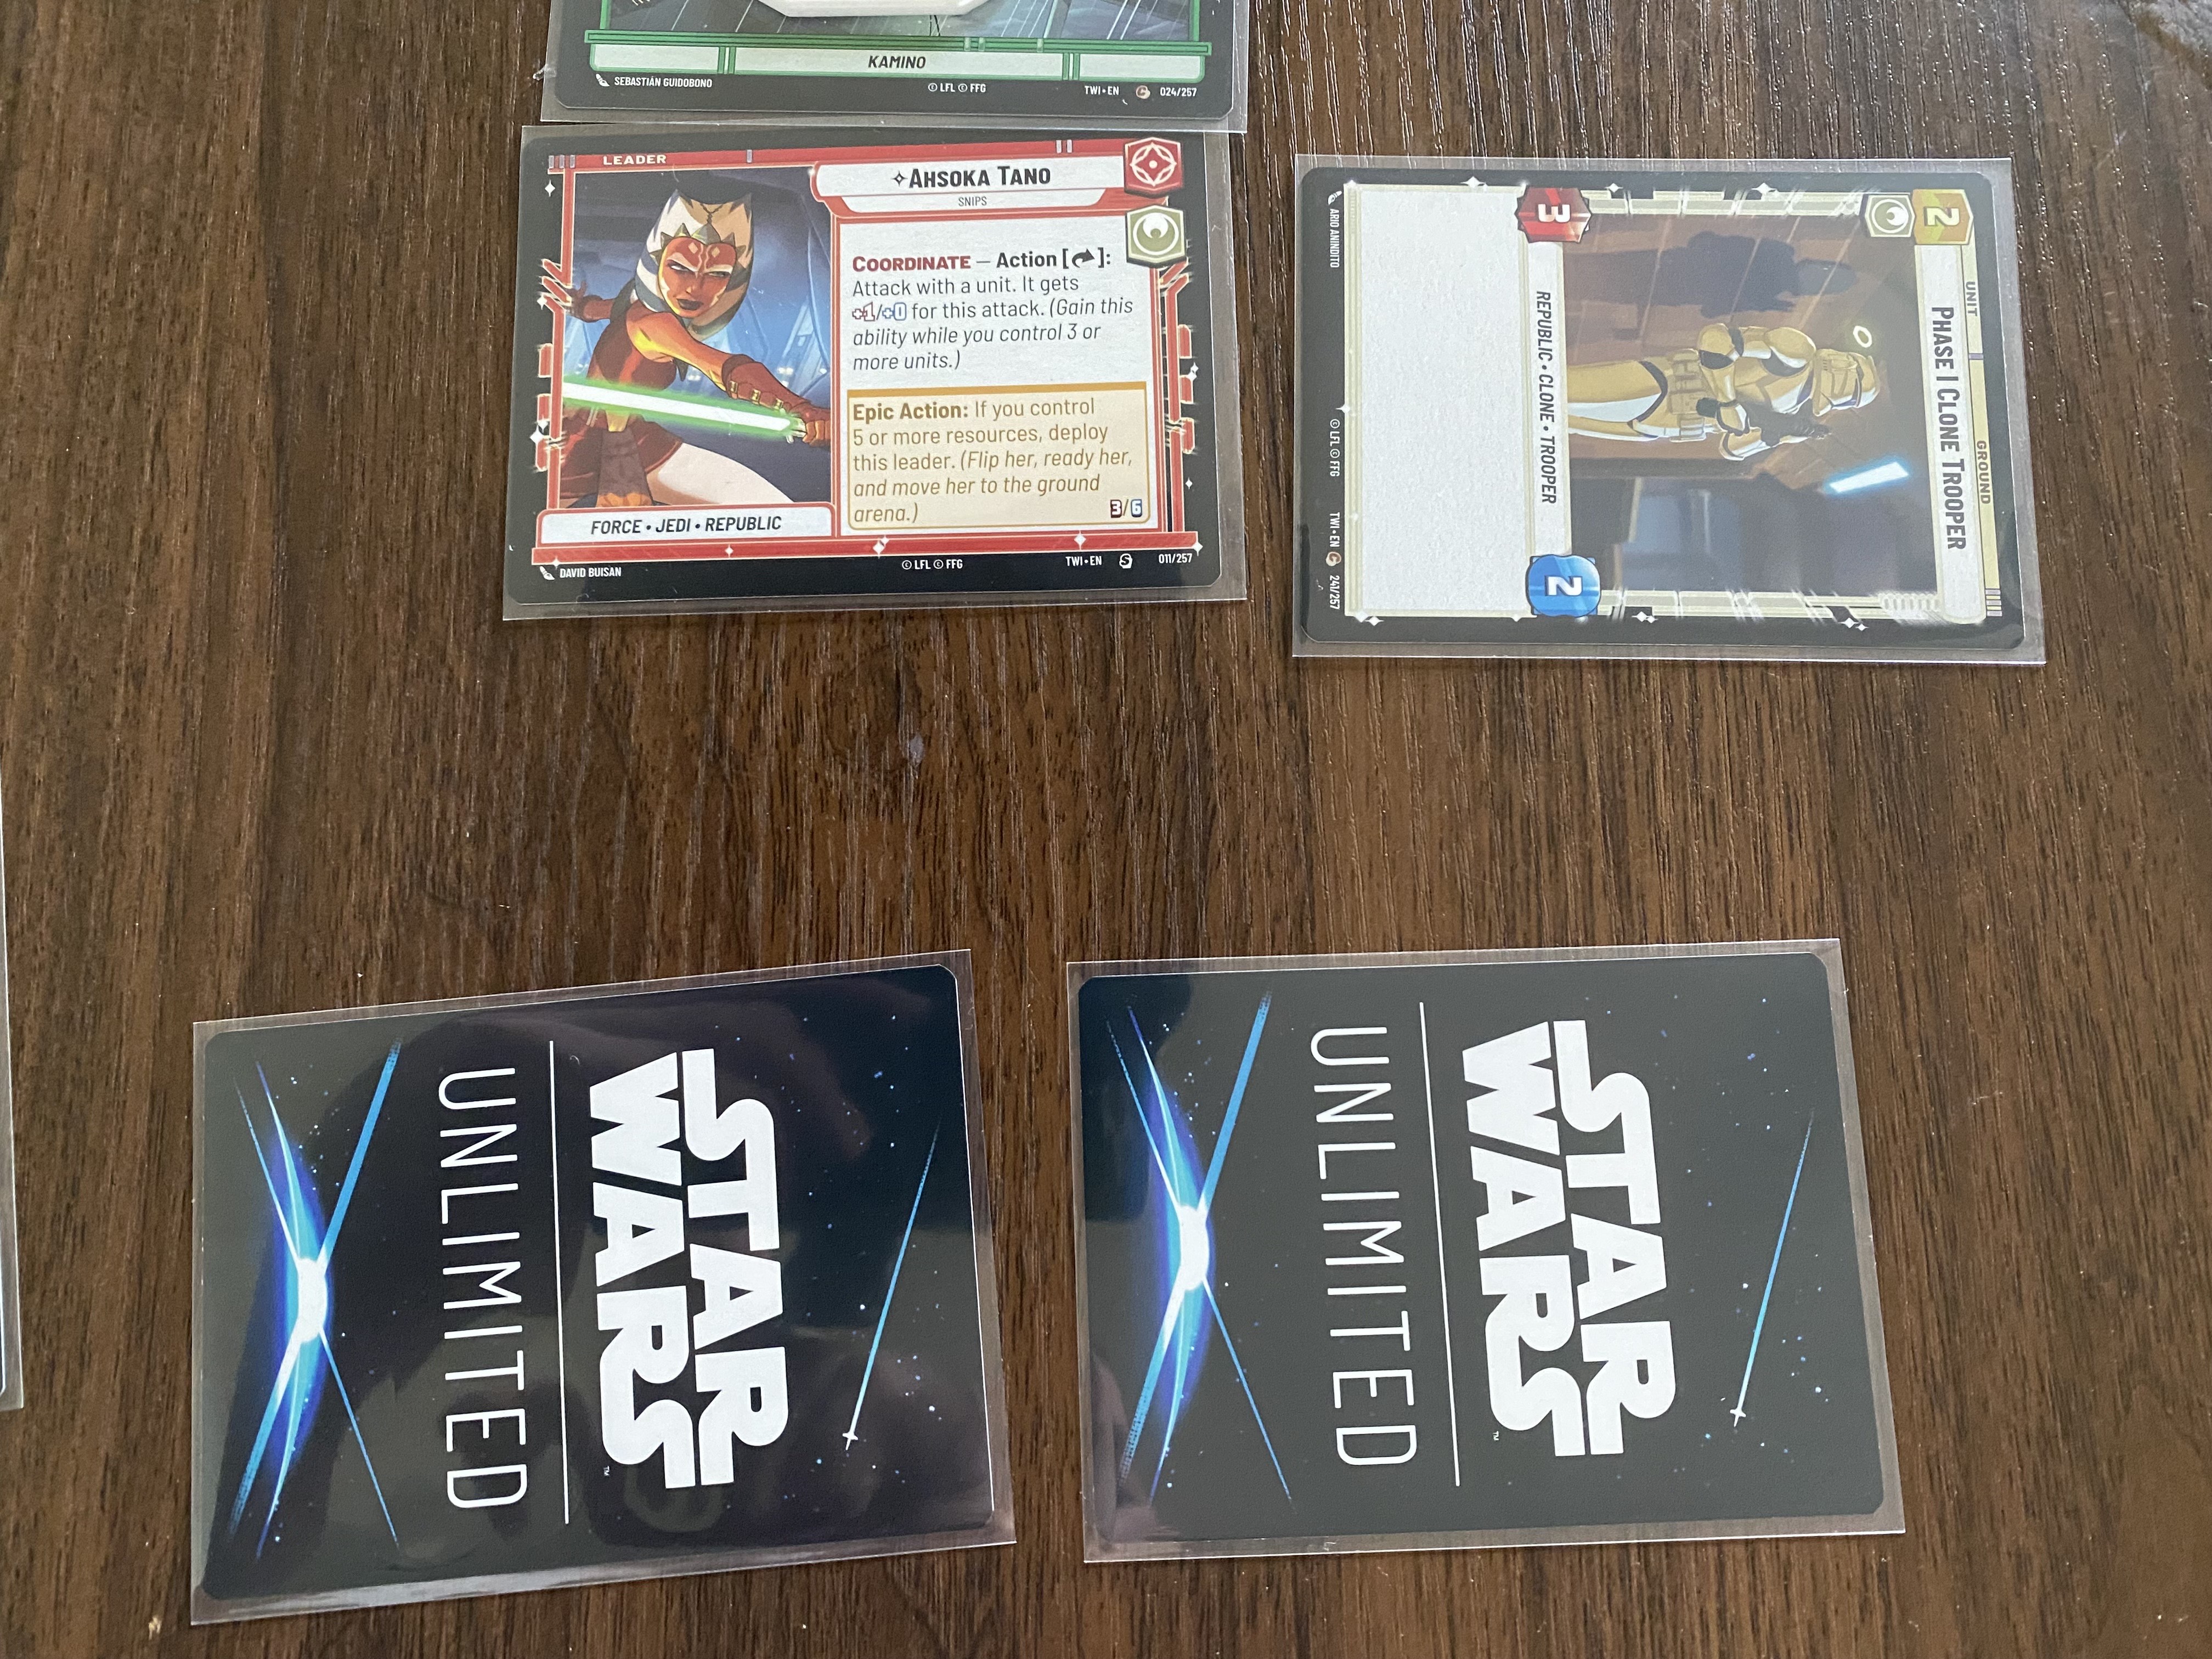 KAMINO
SEBASTIÁN GUIDOBONO
© LFL © FFG
TWI • EN C 024/257
LEADER
AHSOKA TANO
SNIPS
COORDINATE – Action [ ]:
Attack with a unit. It gets
+1/+0 for this attack. (Gain this
ability while you control 3 or
more units.)
Epic Action: If you control
5 or more resources, deploy
this leader. (Flip her, ready her,
and move her to the ground
arena.)
3/6
FORCE • JEDI • REPUBLIC
DAVID BUISAN
© LFL © FFG
TWI • EN S 011/257
2
UNIT
GROUND
PHASE I CLONE TROOPER
3
REPUBLIC • CLONE • TROOPER
2
ARIO ANINDITO
© LFL © FFG
TWI • EN C 241/257
STAR
WARS
™
UNLIMITED
STAR
WARS
™
UNLIMITED